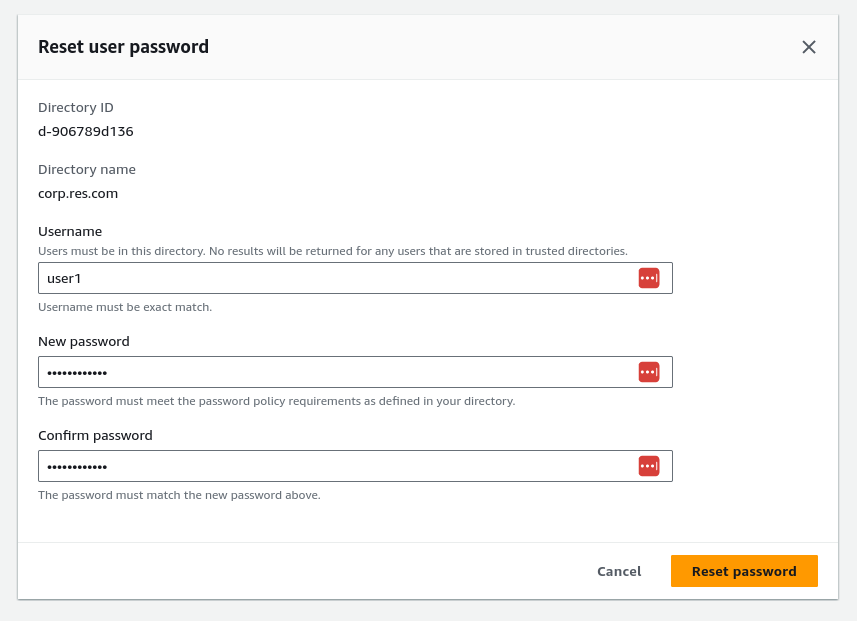 Reset user password
Directory ID
d-906789d136
Directory name
corp.res.com
Username
Users must be in this directory. No results will be returned for any users that are stored in trusted directories.
user1
Username must be exact match.
New password
••••••••••••
The password must meet the password policy requirements as defined in your directory.
Confirm password
••••••••••••
The password must match the new password above.
Cancel
Reset password